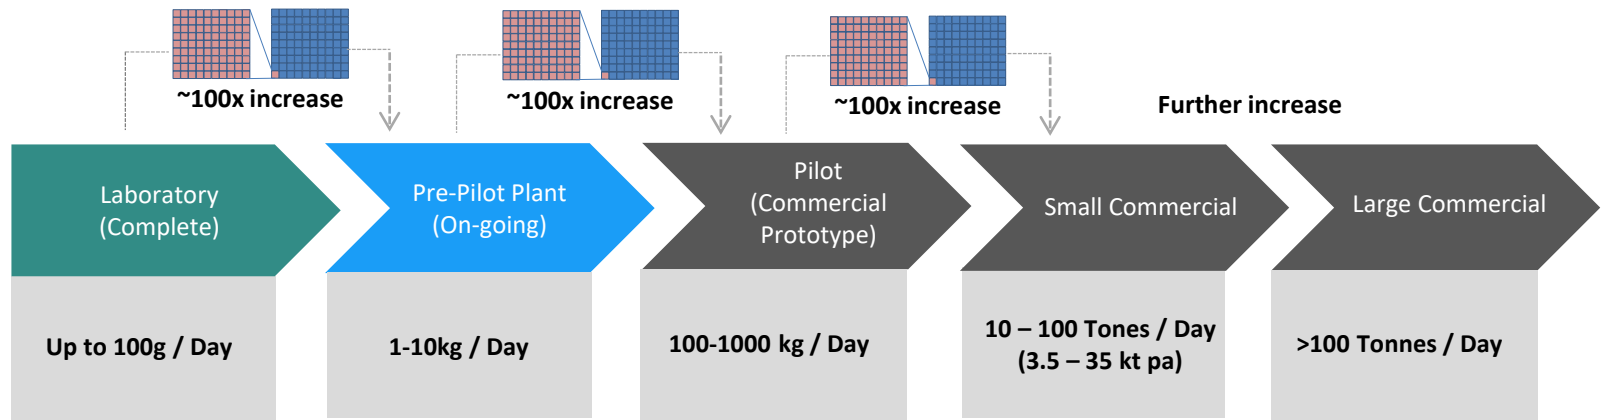 ~100x increase
~100x increase
~100x increase
Further increase
Laboratory
(Complete)
Pre-Pilot Plant
(On-going)
Pilot
(Commercial
Prototype)
Small Commercial
Large Commercial
Up to 100g / Day
1-10kg / Day
100-1000 kg / Day
10 – 100 Tones / Day
(3.5 – 35 kt pa)
>100 Tonnes / Day